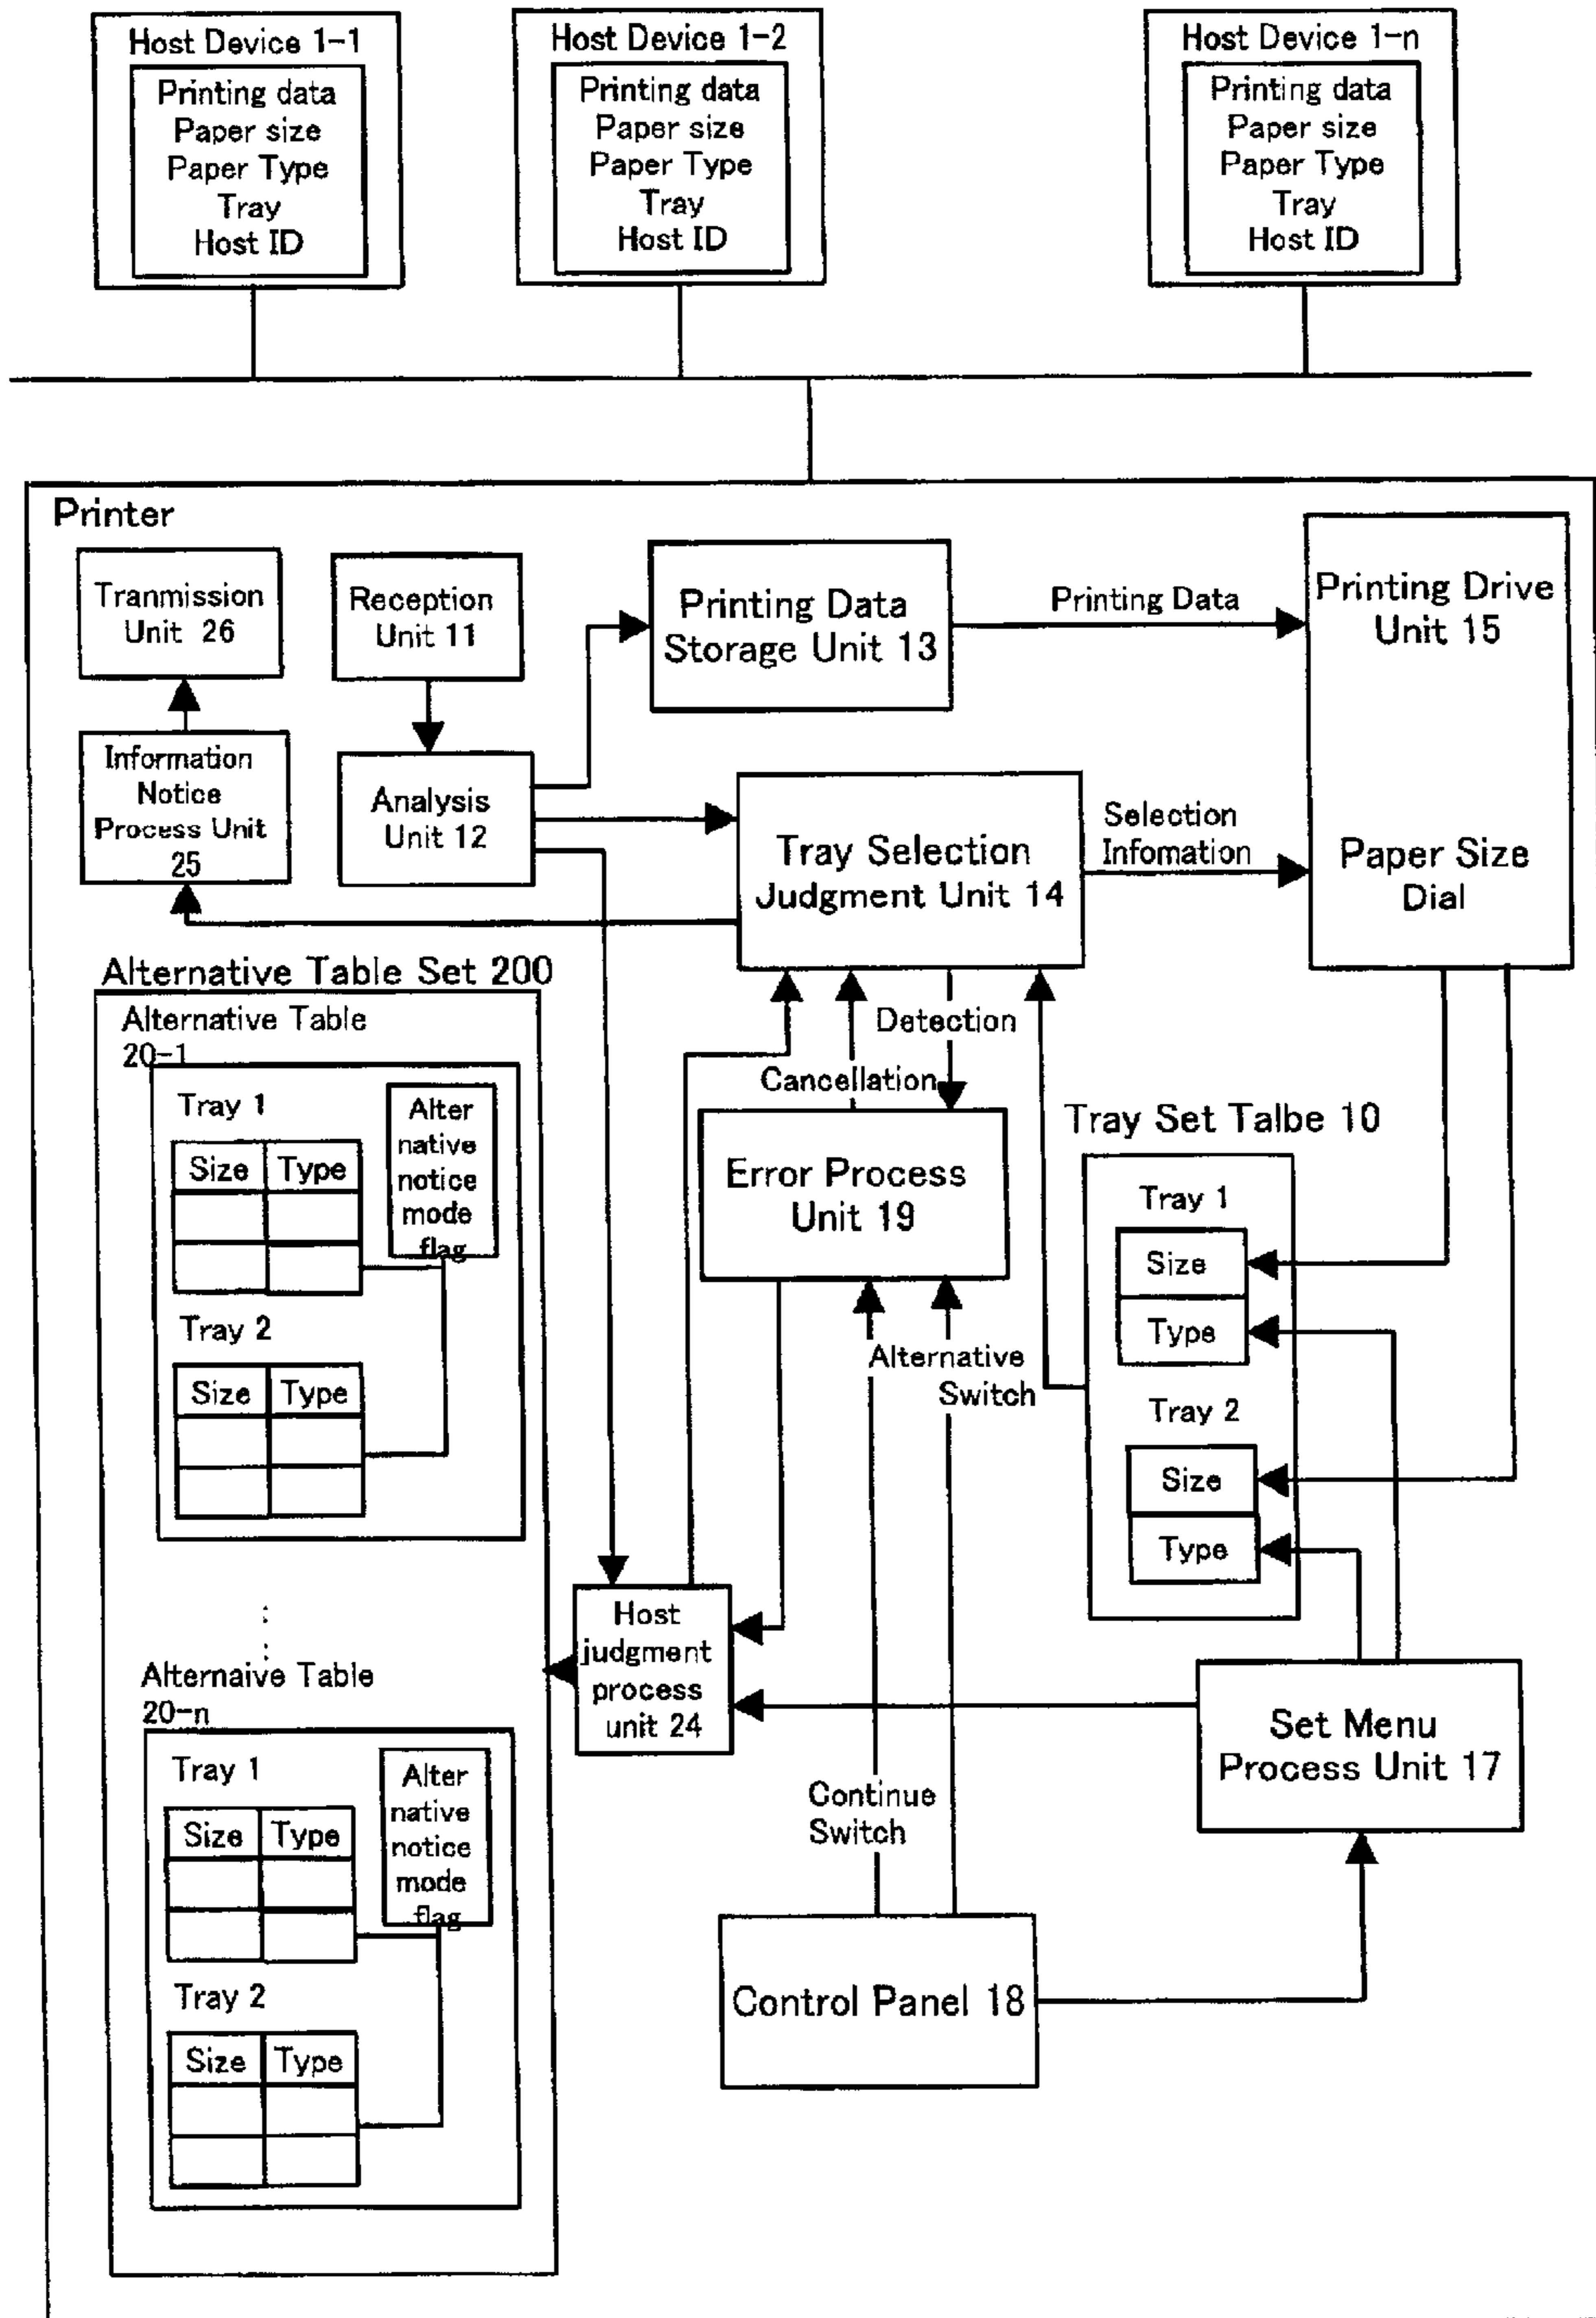 Host Device 1-1
Printing data
Paper size
Paper Type
Tray
Host ID
Host Device 1-2
Printing data
Paper size
Paper Type
Tray
Host ID
Host Device 1-n
Printing data
Paper size
Paper Type
Tray
Host ID
Printer
Tranmission
Unit 26
Reception
Unit 11
Printing Data
Storage Unit 13
Printing Data
Printing Drive
Unit 15
Paper Size
Dial
Information
Notice
Process Unit
25
Analysis
Unit 12
Tray Selection
Judgment Unit 14
Selection
Infomation
Alternative Table Set 200
Alternative Table
20-1
Tray 1
Size Type
Alter
native
notice
mode
flag
Tray 2
Size Type
Detection
Cancellation
Error Process
Unit 19
Tray Set Talbe 10
Tray 1
Size
Type
Tray 2
Size
Type
Alternative
Switch
:
:
Alternaive Table
20-n
Tray 1
Size Type
Alter
native
notice
mode
flag
Tray 2
Size Type
Host
judgment
process
unit 24
Set Menu
Process Unit 17
Continue
Switch
Control Panel 18